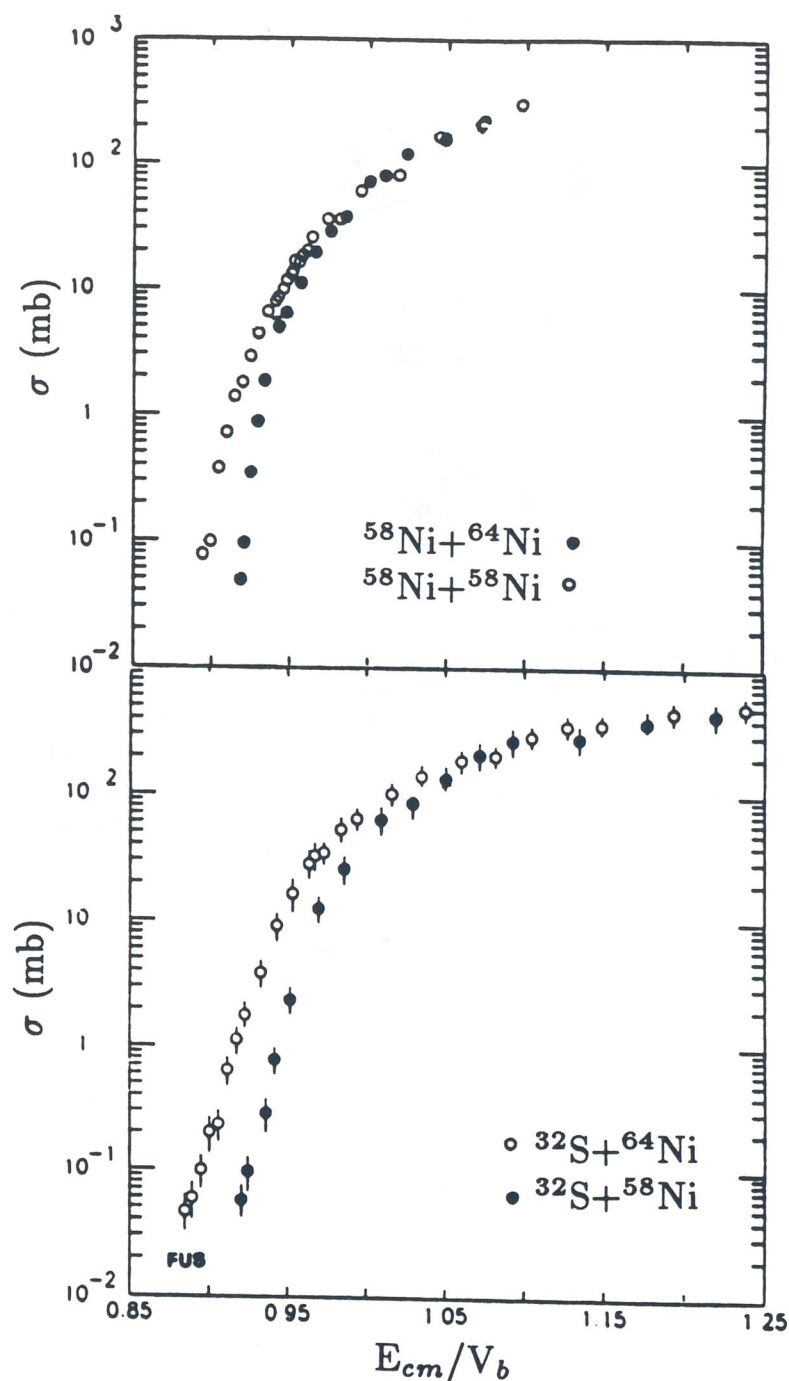 10 3
10 2
10
1
10-1
10-2
σ (mb)
58Ni+64Ni ●
58Ni+58Ni ○
10 2
10
1
10-1
10-2
σ (mb)
○ 32S+64Ni
● 32S+58Ni
FUS
0.85 0 95 1 05 1.15 1 25
Ecm/Vb